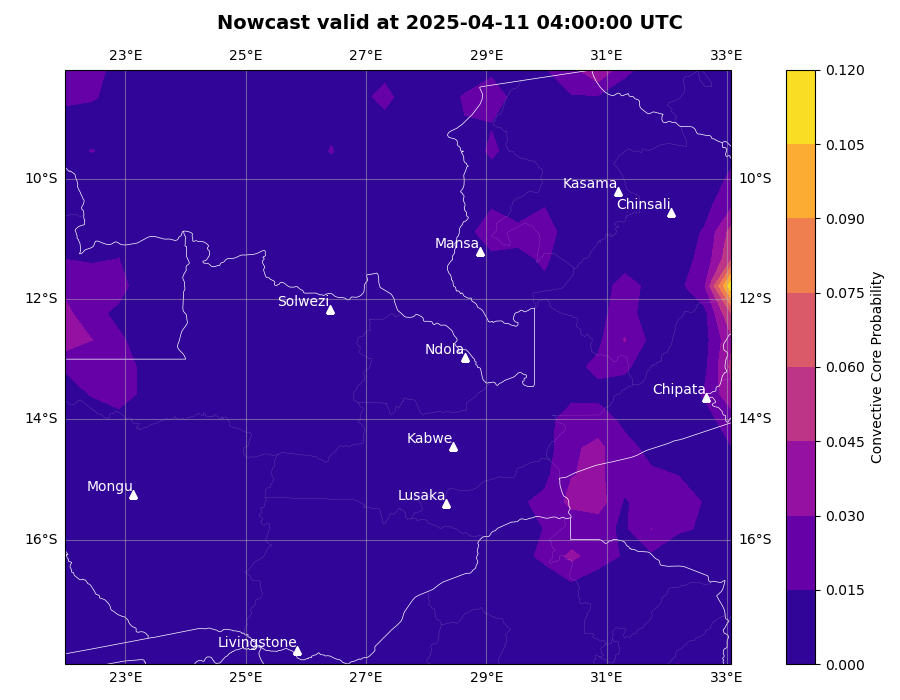 Nowcast valid at 2025-04-11 04:00:00 UTC
23°E 25°E 27°E 29°E 31°E 33°E
0.120
0.105
10°S 10°S
Kasama
Chinsali
0.090
Mansa
12°S 12°S
Solwezi
0.075
Ndola
0.060
Chipata
14°S 14°S
Kabwe
0.045
Mongu
Lusaka
0.030
16°S 16°S
0.015
Livingstone
0.000
23°E 25°E 27°E 29°E 31°E 33°E
Convective Core Probability